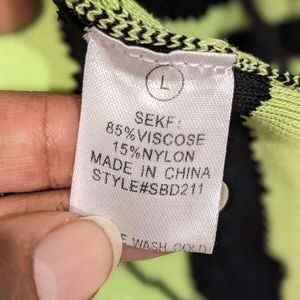 L
SEKF:
85%VISCOSE
15%NYLON
MADE IN CHINA
STYLE#SBD211
WASH COLD